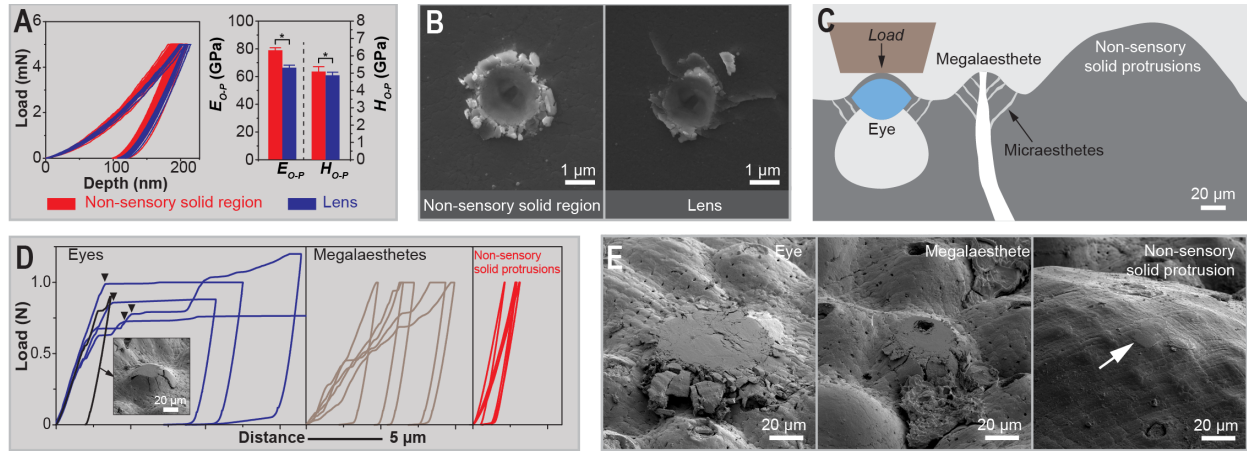 A
Load (mN)
6
4
2
0
0
100
200
Depth (nm)
E_O-P (GPa)
100
80
60
40
20
0
*
*
8
7
6
5
4
3
2
1
0
H_O-P (GPa)
E_O-P
H_O-P
Non-sensory solid region
Lens
B
1 µm
1 µm
Non-sensory solid region
Lens
C
Load
Megalaesthete
Non-sensory
solid protrusions
Eye
Micraesthetes
20 µm
D
Eyes
Megalaesthetes
Non-sensory
solid protrusions
Load (N)
1.0
0.5
0
20 µm
Distance
5 µm
E
Eye
20 µm
Megalaesthete
20 µm
Non-sensory
solid protrusion
20 µm